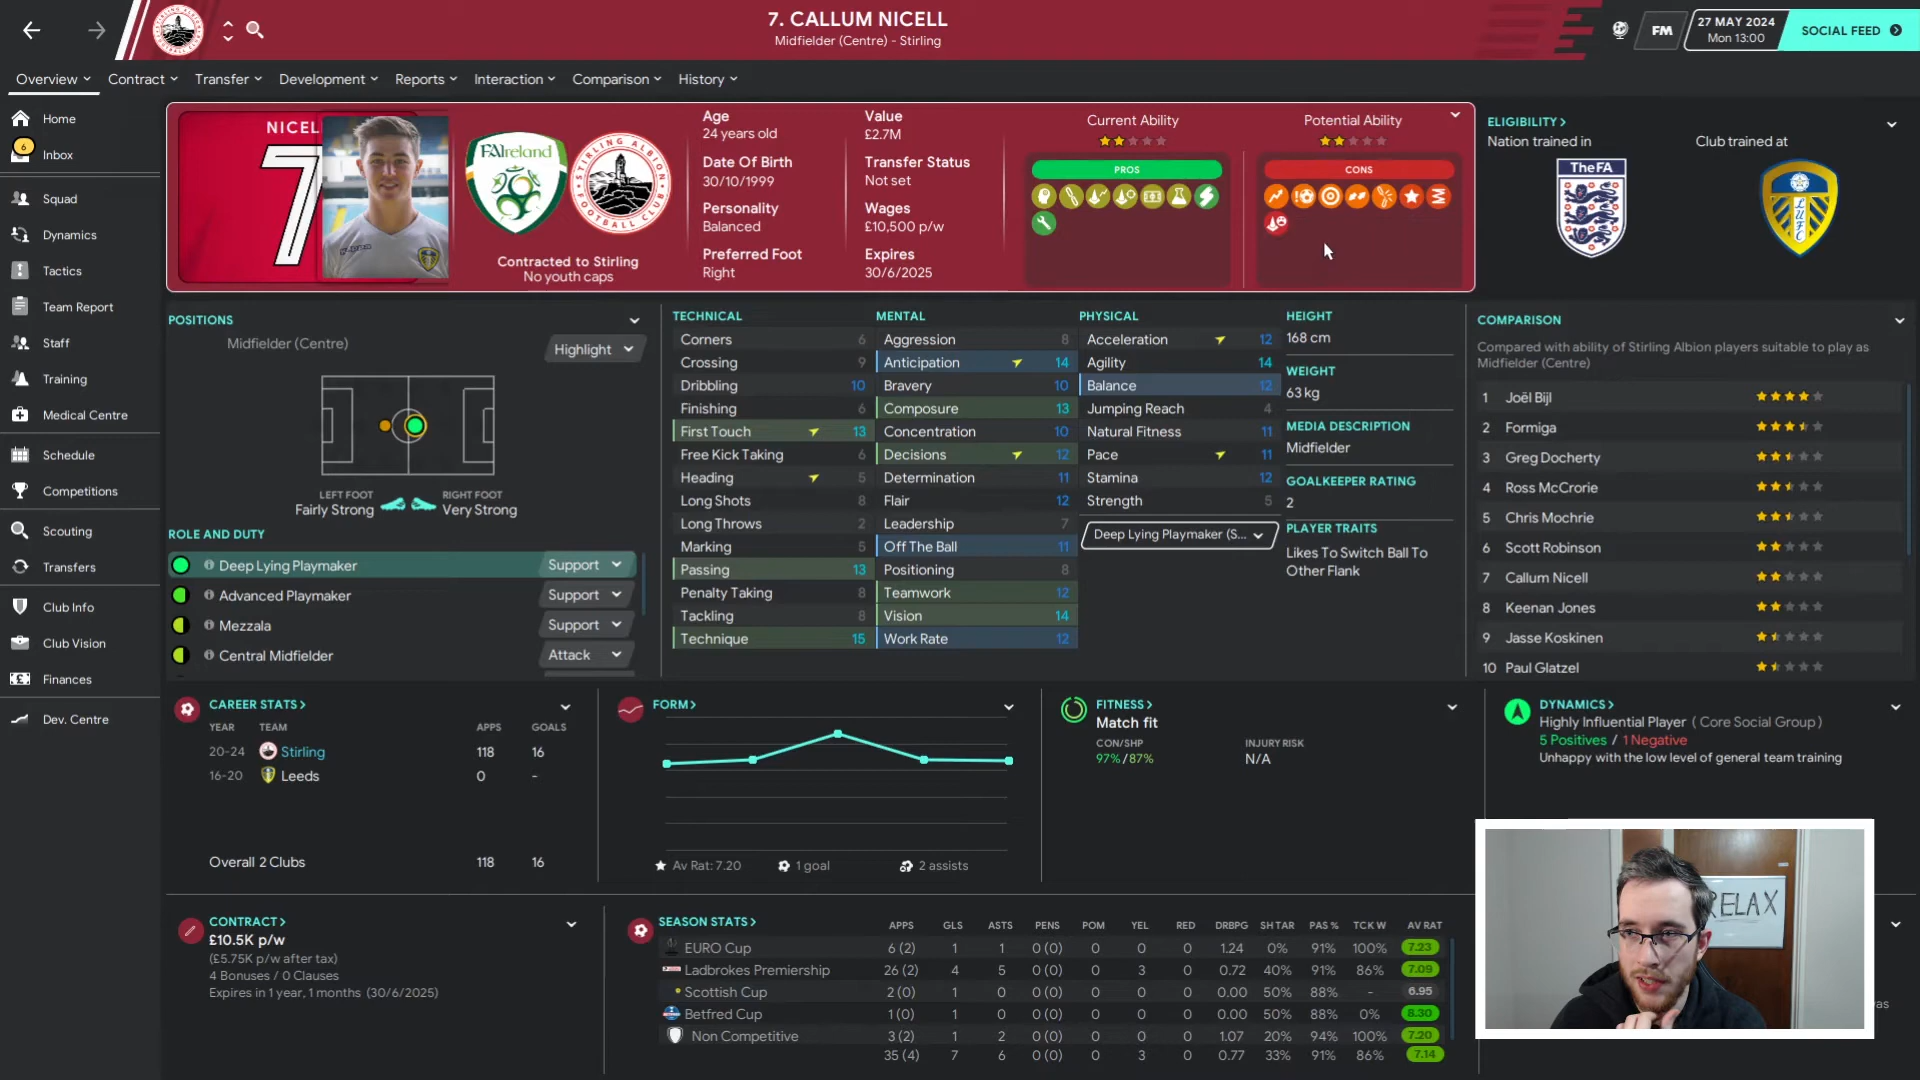 7. CALLUM NICELL
Midfielder (Centre) - Stirling
FM
27 MAY 2024
Mon 13:00
SOCIAL FEED
Overview
Contract
Transfer
Development
Reports
Interaction
Comparison
History
Home
6
Inbox
Squad
Dynamics
Tactics
Team Report
Staff
Training
Medical Centre
Schedule
Competitions
Scouting
Transfers
Club Info
Club Vision
Finances
Dev. Centre
NICEL
7
FAIreland
STIRLING ALBION
FOOTBALL CLUB
Contracted to Stirling
No youth caps
Age
24 years old
Date Of Birth
30/10/1999
Personality
Balanced
Preferred Foot
Right
Value
£2.7M
Transfer Status
Not set
Wages
£10,500 p/w
Expires
30/6/2025
Current Ability
PROS
Potential Ability
CONS
ELIGIBILITY
Nation trained in
TheFA
Club trained at
LUFC
POSITIONS
Midfielder (Centre)
Highlight
LEFT FOOT
Fairly Strong
RIGHT FOOT
Very Strong
ROLE AND DUTY
Deep Lying Playmaker Support
Advanced Playmaker Support
Mezzala Support
Central Midfielder Attack
TECHNICAL
Corners 6
Crossing 9
Dribbling 10
Finishing 6
First Touch 13
Free Kick Taking 6
Heading 5
Long Shots 8
Long Throws 2
Marking 5
Passing 13
Penalty Taking 8
Tackling 8
Technique 15
MENTAL
Aggression 8
Anticipation 14
Bravery 10
Composure 13
Concentration 10
Decisions 12
Determination 11
Flair 12
Leadership 7
Off The Ball 11
Positioning 8
Teamwork 12
Vision 14
Work Rate 12
PHYSICAL
Acceleration 12
Agility 14
Balance 12
Jumping Reach 4
Natural Fitness 11
Pace 11
Stamina 12
Strength 5
Deep Lying Playmaker (S...
HEIGHT
168 cm
WEIGHT
63 kg
MEDIA DESCRIPTION
Midfielder
GOALKEEPER RATING
2
PLAYER TRAITS
Likes To Switch Ball To
Other Flank
COMPARISON
Compared with ability of Stirling Albion players suitable to play as
Midfielder (Centre)
1 Joël Bijl
2 Formiga
3 Greg Docherty
4 Ross McCrorie
5 Chris Mochrie
6 Scott Robinson
7 Callum Nicell
8 Keenan Jones
9 Jasse Koskinen
10 Paul Glatzel
CAREER STATS
YEAR TEAM APPS GOALS
20-24 Stirling 118 16
16-20 Leeds 0 -
Overall 2 Clubs 118 16
FORM
Av Rat: 7.20
1 goal
2 assists
FITNESS
Match fit
CON/SHP
97%/87%
INJURY RISK
N/A
DYNAMICS
Highly Influential Player ( Core Social Group )
5 Positives / 1 Negative
Unhappy with the low level of general team training
CONTRACT
£10.5K p/w
(£5.75K p/w after tax)
4 Bonuses / 0 Clauses
Expires in 1 year, 1 months (30/6/2025)
SEASON STATS
APPS GLS ASTS PENS POM YEL RED DRBPG SH TAR PAS % TCK W AV RAT
EURO Cup 6 (2) 1 1 0 (0) 0 0 0 1.24 0% 91% 100% 7.23
Ladbrokes Premiership 26 (2) 4 5 0 (0) 0 3 0 0.72 40% 91% 86% 7.09
Scottish Cup 2 (0) 1 0 0 (0) 0 0 0 0.00 50% 88% - 6.95
Betfred Cup 1 (0) 1 0 0 (0) 0 0 0 0.00 50% 88% 0% 8.30
Non Competitive 3 (2) 1 2 0 (0) 0 0 0 1.07 20% 94% 100% 7.20
35 (4) 7 6 0 (0) 0 3 0 0.77 33% 91% 86% 7.14
RELAX